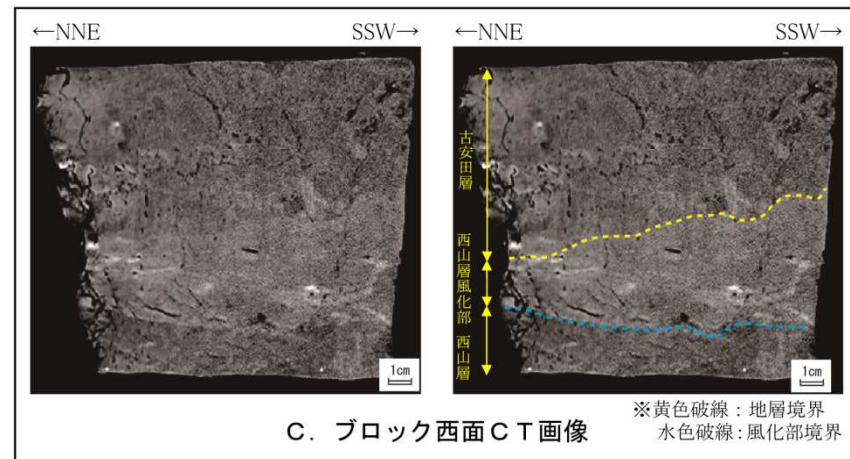 ←NNE SSW→
←NNE SSW→
古安田層
西山層風化部
西山層
1cm
1cm
※黄色破線：地層境界
水色破線：風化部境界
C．ブロック西面ＣＴ画像